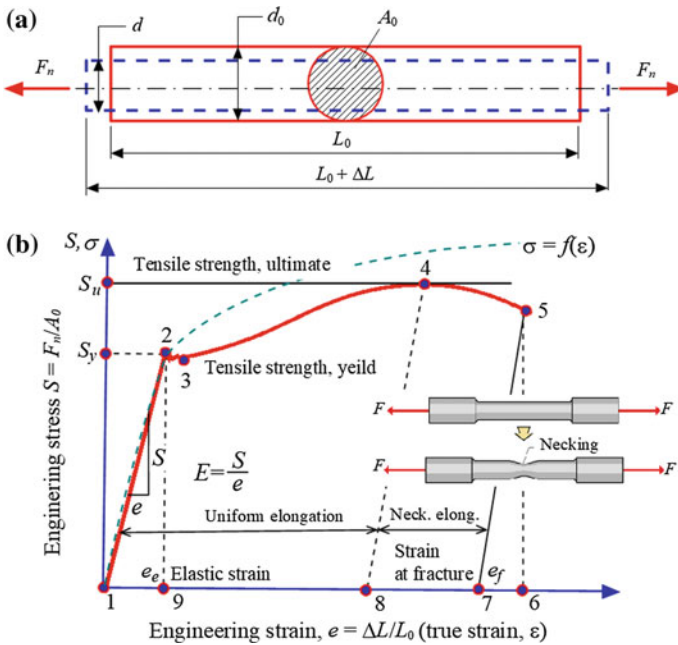 (a)
d
d₀
A₀
Fₙ
Fₙ
L₀
L₀ + ΔL
(b)
S, σ
σ = f(ε)
Tensile strength, ultimate
4
Sᵤ
5
2
S_y
3
Tensile strength, yeild
F
F
Necking
S
E = S/e
e
F
F
Uniform elongation
Neck. elong.
Strain
at fracture
eₑ
Elastic strain
e_f
1
9
8
7
6
Engineering stress S = Fₙ/A₀
Engineering strain, e = ΔL/L₀ (true strain, ε)